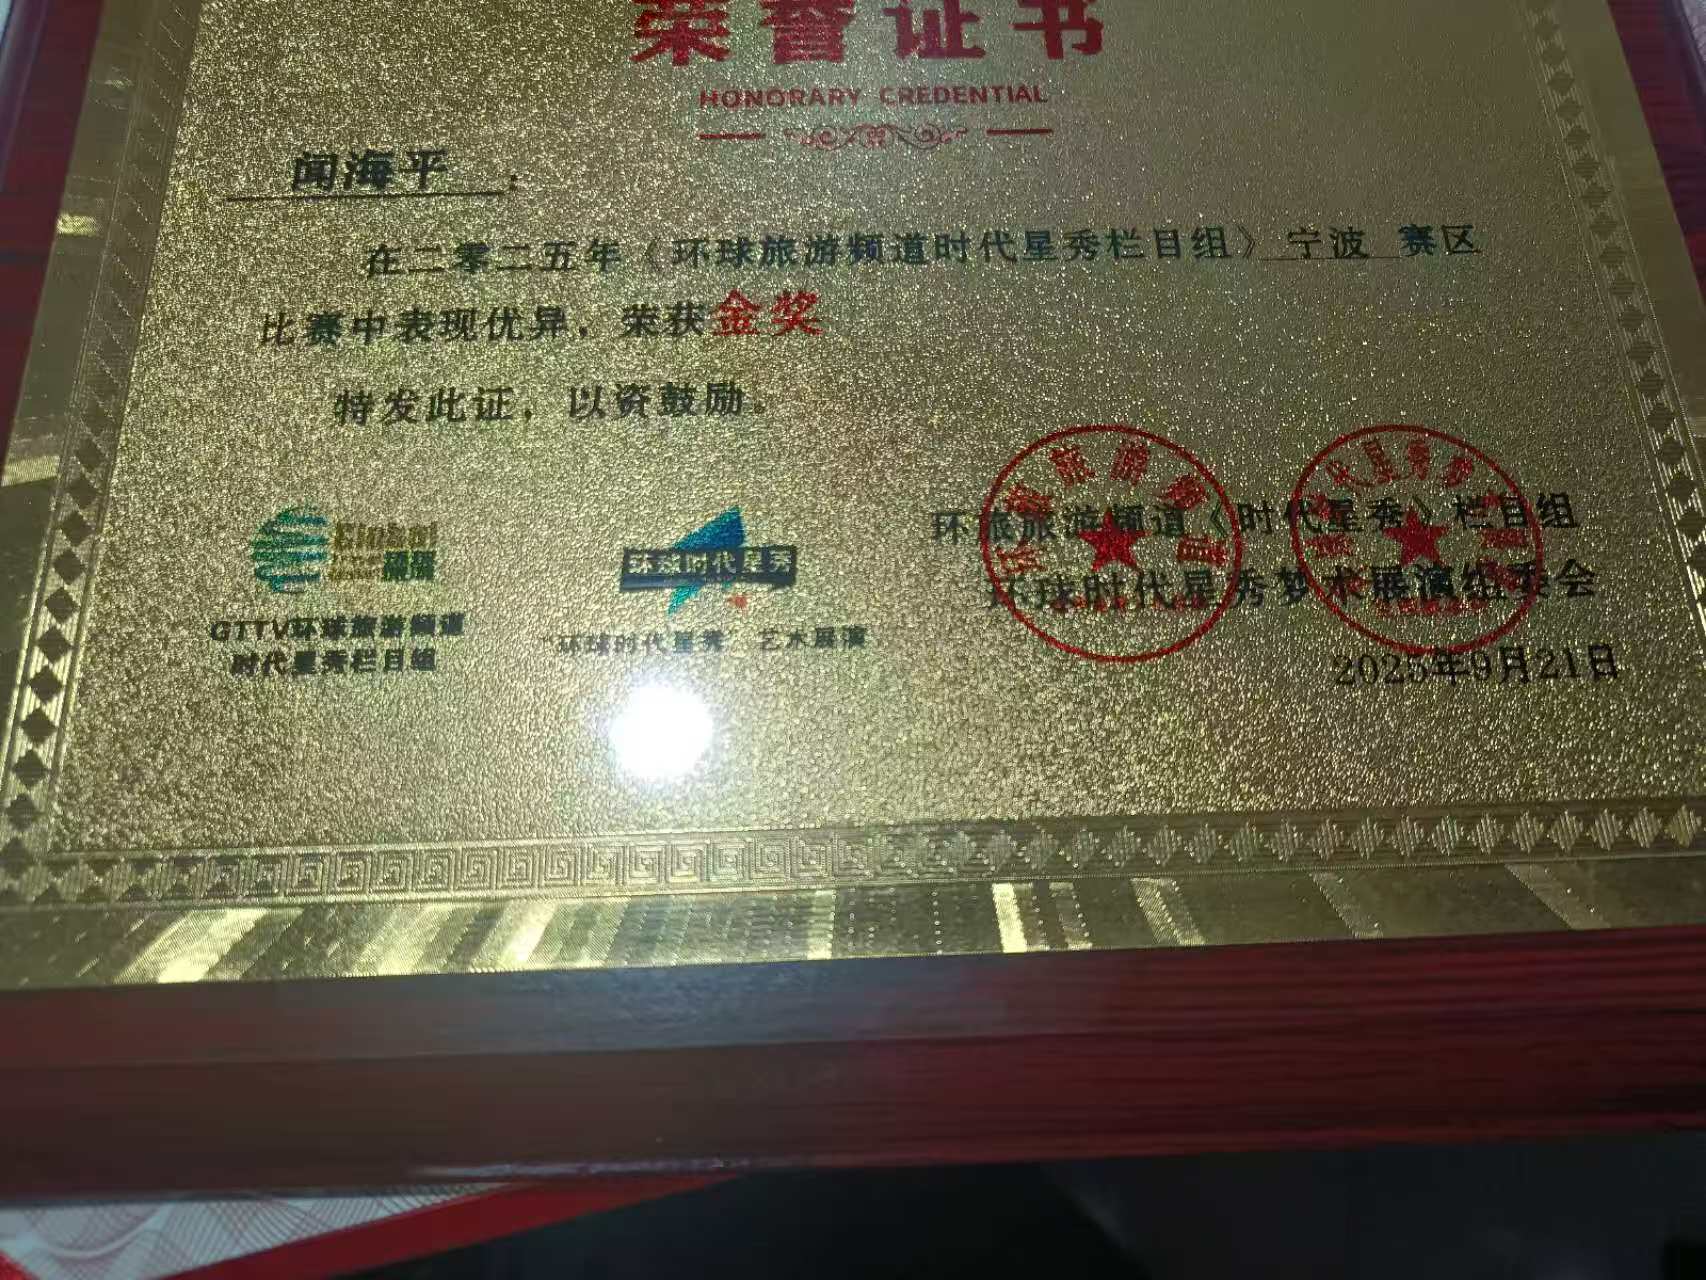 荣誉证书
HONORARY CREDENTIAL
闻海平：
在二零二五年《环球旅游频道时代星秀栏目组》宁波 赛区
比赛中表现优异，荣获金奖
特发此证，以资鼓励。
GTTV环球旅游频道
时代星秀栏目组
环球时代星秀
"环球时代星秀"艺术展演
环旅旅游频道《时代星秀》栏目组
环球时代星秀梦术展演组委会
2025年9月21日